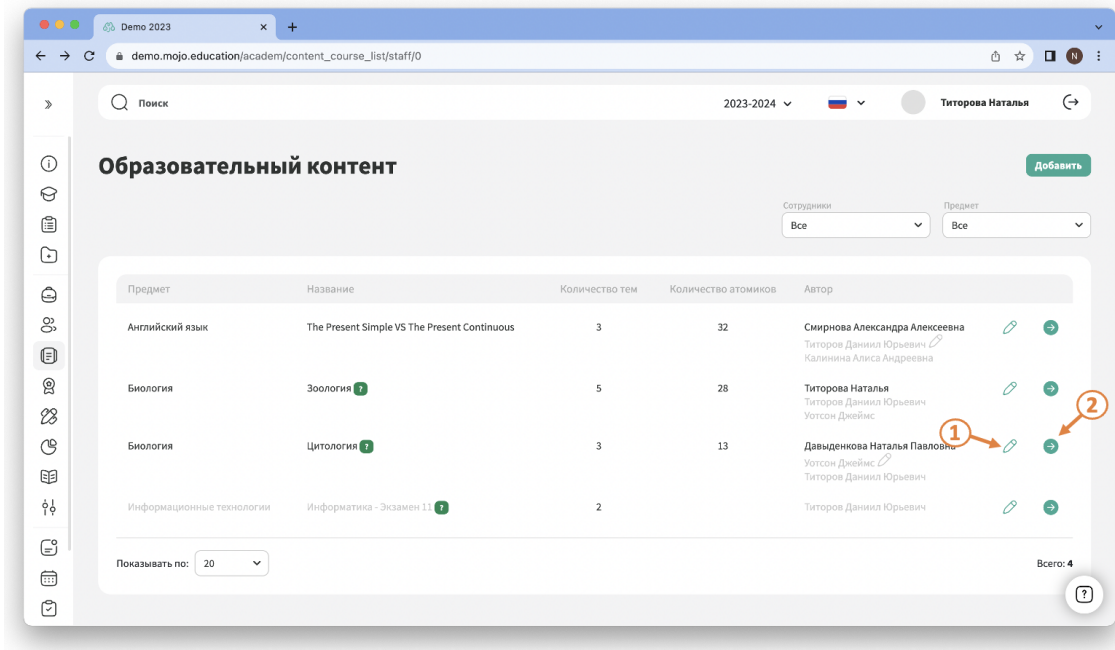 Demo 2023
demo.mojo.education/academ/content_course_list/staff/0
N
Поиск
2023-2024
Титорова Наталья
Образовательный контент
Добавить
Сотрудники
Предмет
Все
Все
Предмет Название Количество тем Количество атомиков Автор
Английский язык The Present Simple VS The Present Continuous 3 32 Смирнова Александра Алексеевна
Титоров Даниил Юрьевич
Калинина Алиса Андреевна
Биология Зоология ? 5 28 Титорова Наталья
Титоров Даниил Юрьевич
Уотсон Джеймс
2
1
Биология Цитология ? 3 13 Давыденкова Наталья Павловна
Уотсон Джеймс
Титоров Даниил Юрьевич
Информационные технологии Информатика - Экзамен 11 ? 2 Титоров Даниил Юрьевич
Показывать по: 20
Всего: 4
?